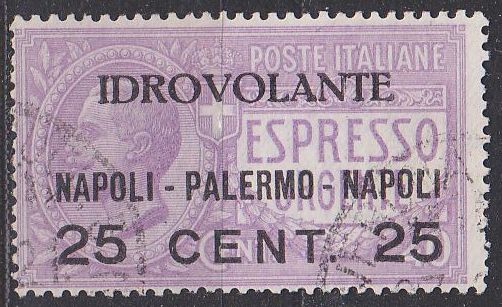 POSTE ITALIANE
IDROVOLANTE
ESPRESSO
NAPOLI - PALERMO - NAPOLI
25 CENT. 25